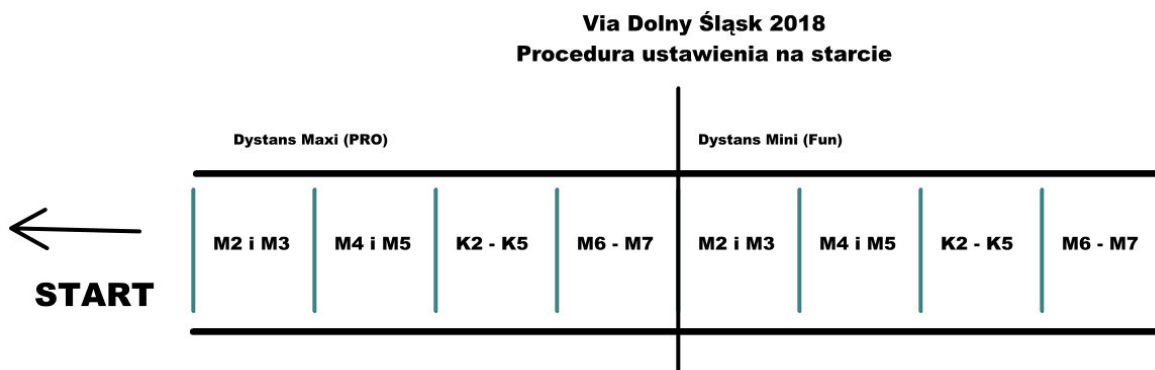 Via Dolny Śląsk 2018
Procedura ustawienia na starcie
Dystans Maxi (PRO)
Dystans Mini (Fun)
M2 i M3
M4 i M5
K2 - K5
M6 - M7
M2 i M3
M4 i M5
K2 - K5
M6 - M7
START